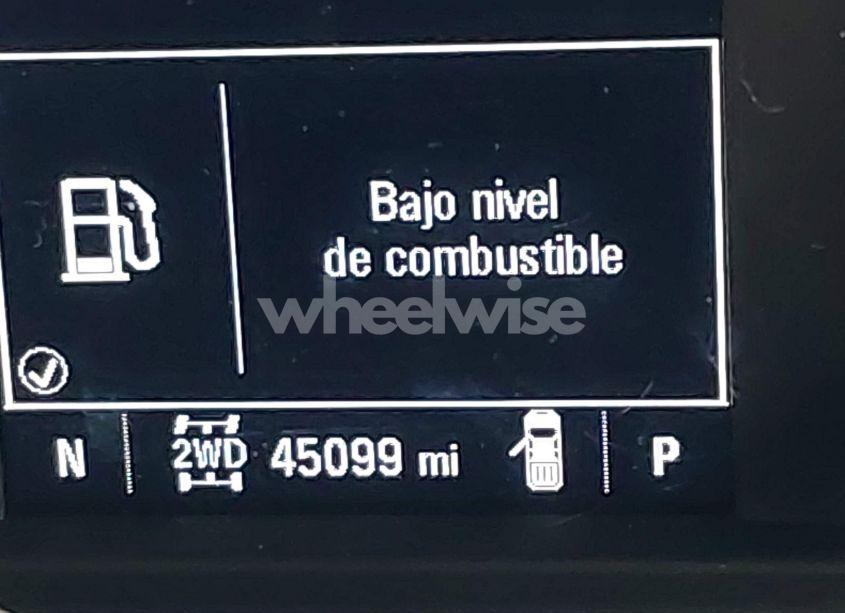 Bajo nivel
de combustible
wheelwise
N 2WD 45099 mi P